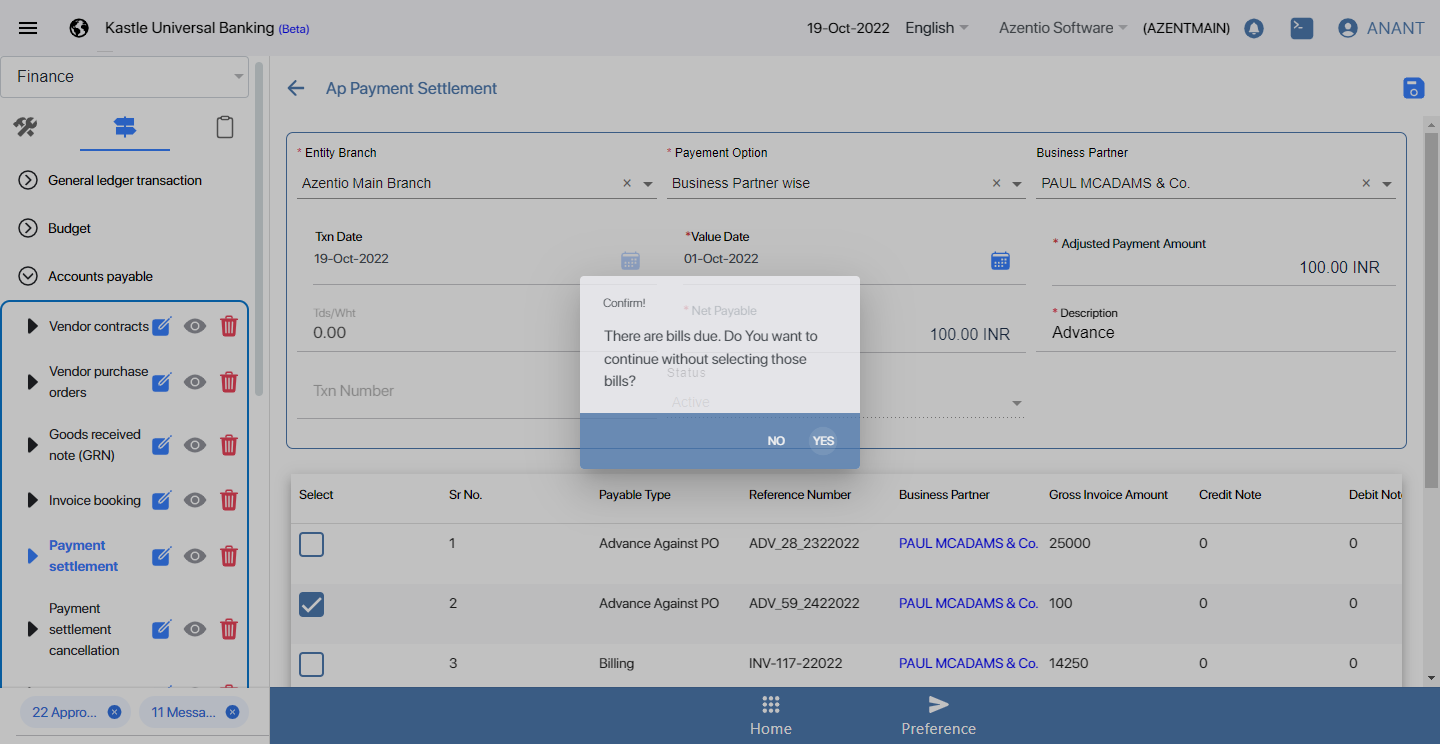 Kastle Universal Banking (Beta)
19-Oct-2022
English
Azentio Software
(AZENTMAIN)
ANANT
Finance
General ledger transaction
Budget
Accounts payable
Vendor contracts
Vendor purchase
orders
Goods received
note (GRN)
Invoice booking
Payment
settlement
Payment
settlement
cancellation
22 Appro...
11 Messa...
Ap Payment Settlement
* Entity Branch
* Payement Option
Business Partner
Azentio Main Branch
Business Partner wise
PAUL MCADAMS & Co.
Txn Date
*Value Date
* Adjusted Payment Amount
19-Oct-2022
01-Oct-2022
100.00 INR
Tds/Wht
* Net Payable
* Description
0.00
100.00 INR
Advance
Txn Number
Status
Active
Confirm!
There are bills due. Do You want to
continue without selecting those
bills?
NO YES
Select Sr No. Payable Type Reference Number Business Partner Gross Invoice Amount Credit Note Debit Not
1 Advance Against PO ADV_28_2322022 PAUL MCADAMS & Co. 25000 0 0
2 Advance Against PO ADV_59_2422022 PAUL MCADAMS & Co. 100 0 0
3 Billing INV-117-22022 PAUL MCADAMS & Co. 14250 0 0
Home
Preference